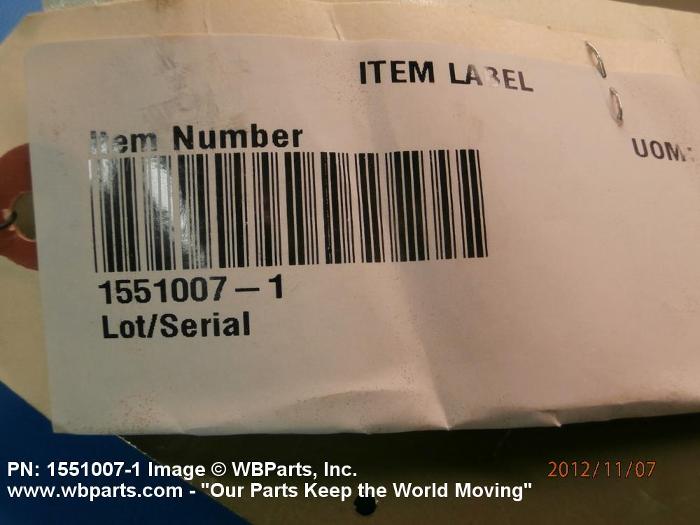 ITEM LABEL
Item Number
UOM:
1551007-1
Lot/Serial
PN: 1551007-1 Image © WBParts, Inc.
2012/11/07
www.wbparts.com - "Our Parts Keep the World Moving"